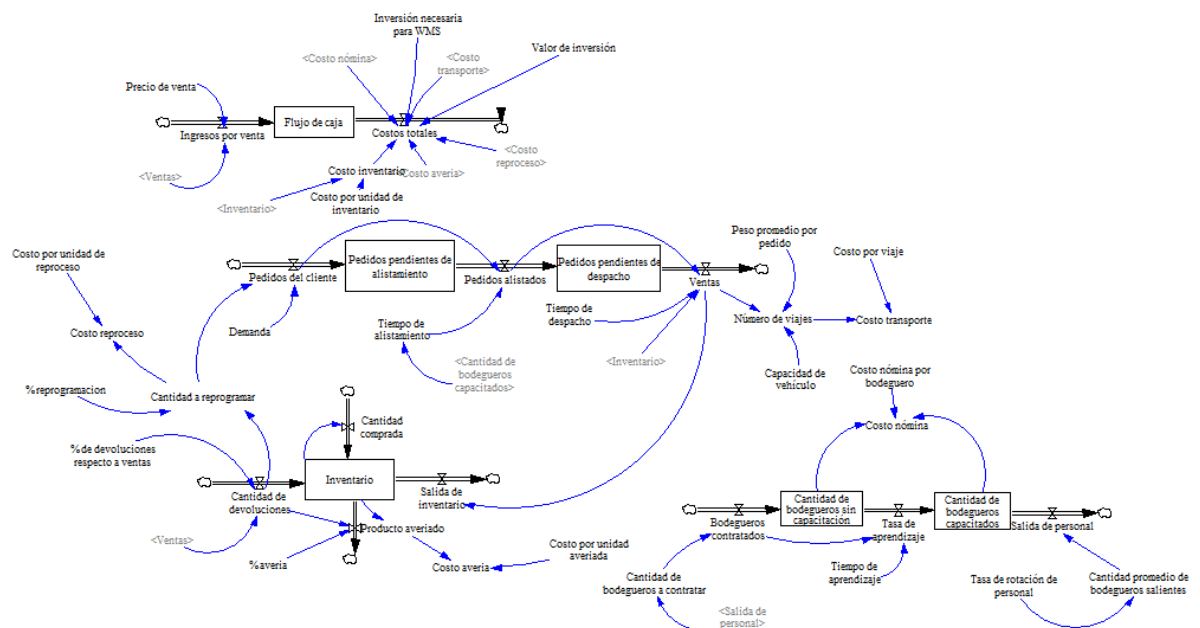 Inversión necesaria
para WMS
<Costo nómina>
<Costo
transporte>
Valor de inversión
Precio de venta
Flujo de caja
Ingresos por venta
Costos totales
<Costo
reproceso>
<Ventas>
Costo inventario
<Costo averia>
<Inventario>
Costo por unidad de
inventario
Costo por unidad de
reproceso
Pedidos pendientes de
alistamiento
Pedidos pendientes de
despacho
Peso promedio por
pedido
Costo por viaje
Pedidos del cliente
Pedidos alistados
Ventas
Costo reproceso
Demanda
Tiempo de
alistamiento
Tiempo de
despacho
Número de viajes
Costo transporte
<Cantidad de
bodegueros
capacitados>
<Inventario>
Capacidad de
vehículo
Costo nómina por
bodeguero
%reprogramacion
Cantidad a reprogramar
Cantidad
comprada
Costo nómina
%de devoluciones
respecto a ventas
Inventario
Cantidad de
devoluciones
Salida de
inventario
Cantidad de
bodegueros sin
capacitación
Cantidad de
bodegueros
capacitados
<Ventas>
Producto averiado
Bodegueros
contratados
Tasa de
aprendizaje
Salida de personal
%averia
Costo averia
Costo por unidad
averiada
Cantidad de
bodegueros a contratar
Tiempo de
aprendizaje
Tasa de rotación de
personal
Cantidad promedio de
bodegueros salientes
<Salida de
personal>